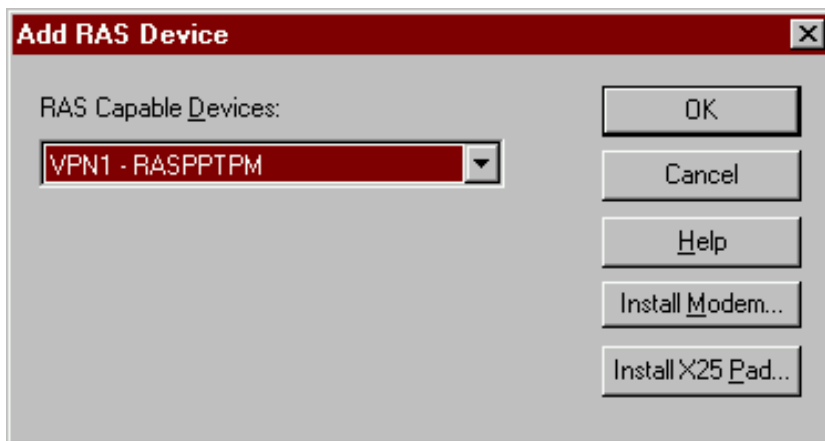 Add RAS Device
RAS Capable Devices:
VPN1 - RASPPTPM
OK
Cancel
Help
Install Modem...
Install X25 Pad...